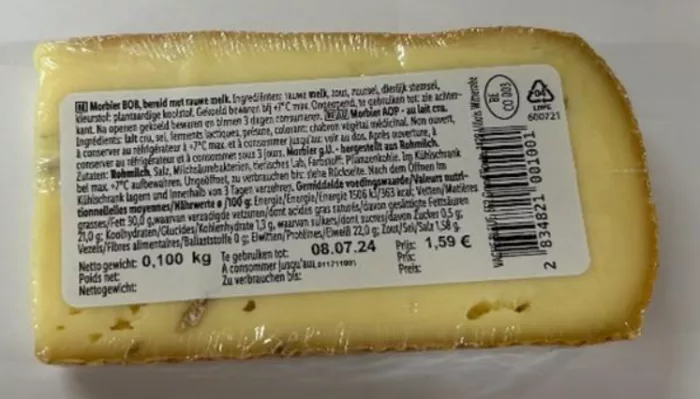 NL Morbier BOB, bereid met rauwe melk. Ingrediënten: rauwe melk, zout, zuursel, dierlijk stremsel,
kleurstof: plantaardige koolstof. Gekoeld bewaren bij +7°C max. Ongeopend, te gebruiken tot: zie achter-
kant. Na openen gekoeld bewaren en binnen 3 dagen consumeren. Morbier AOP - au lait cru.
Ingrédients: lait cru, sel, ferments lactiques, présure, colorant: charbon végétal médicinal. Non ouvert,
à conserver au réfrigérateur à +7°C max. et à consommer jusqu'au: voir au dos. Après ouverture, à
conserver au réfrigérateur et à consommer sous 3 jours. Morbier g.U. - hergestellt aus Rohmilch.
Zutaten: Rohmilch, Salz, Milchsäurebakterien, tierisches Lab, Farbstoff: Pflanzenkohle. Im Kühlschrank
bei max. +7°C aufbewahren. Ungeöffnet, zu verbrauchen bis: siehe Rückseite. Nach dem Öffnen im
Kühlschrank lagern und innerhalb von 3 Tagen verzehren. Gemiddelde voedingswaarde/Valeurs nutri-
tionnelles moyennes/Nährwerte ø /100 g: Energie/Énergie/Energie 1506 kJ/363 kcal; Vetten/Matières
grasses/Fett 30,0 g waarvan verzadigde vetzuren/dont acides gras saturés/davon gesättigte Fettsäuren
21,0 g; Koolhydraten/Glucides/Kohlenhydrate 1,3 g, waarvan suikers/dont sucres/davon Zucker 0,5 g;
Vezels/Fibres alimentaires/Ballaststoffe 0 g; Eiwitten/Protéines/Eiweiß 22,0 g; Zout/Sel/Salz 1,58 g.
Netto gewicht: 0,100 kg Te gebruiken tot: 08.07.24 Prijs: 1,59 €
Poids net: A consommer jusqu'au: Prix:
Nettogewicht: Zu verbrauchen bis: Preis:
BE
CO 003
04
LDPE
600721
2 834821 001001